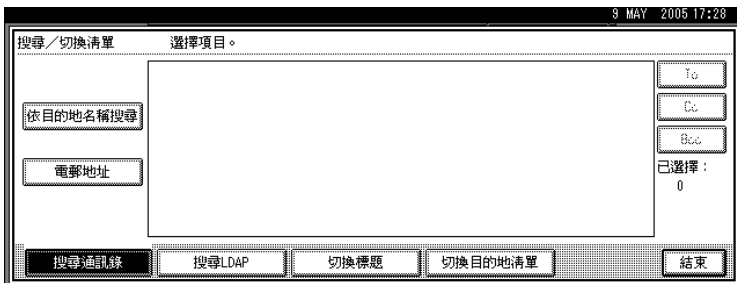 9 MAY 2005 17:28
搜尋／切換清單 選擇項目。
To
Cc
依目的地名稱搜尋
Bcc
電郵地址
已選擇：
0
搜尋通訊錄 搜尋LDAP 切換標題 切換目的地清單 結束